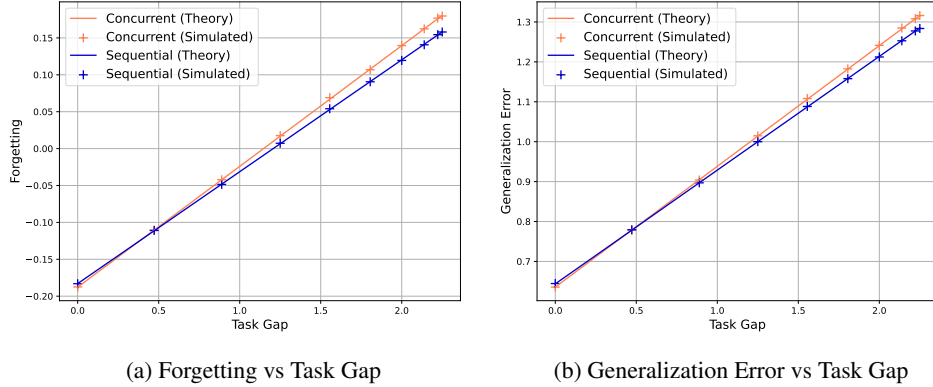 Concurrent (Theory)
Concurrent (Simulated)
Sequential (Theory)
Sequential (Simulated)
0.15
0.10
0.05
0.00
−0.05
−0.10
−0.15
−0.20
Forgetting
0.0 0.5 1.0 1.5 2.0
Task Gap
(a) Forgetting vs Task Gap
Concurrent (Theory)
Concurrent (Simulated)
Sequential (Theory)
Sequential (Simulated)
1.3
1.2
1.1
1.0
0.9
0.8
0.7
Generalization Error
0.0 0.5 1.0 1.5 2.0
Task Gap
(b) Generalization Error vs Task Gap